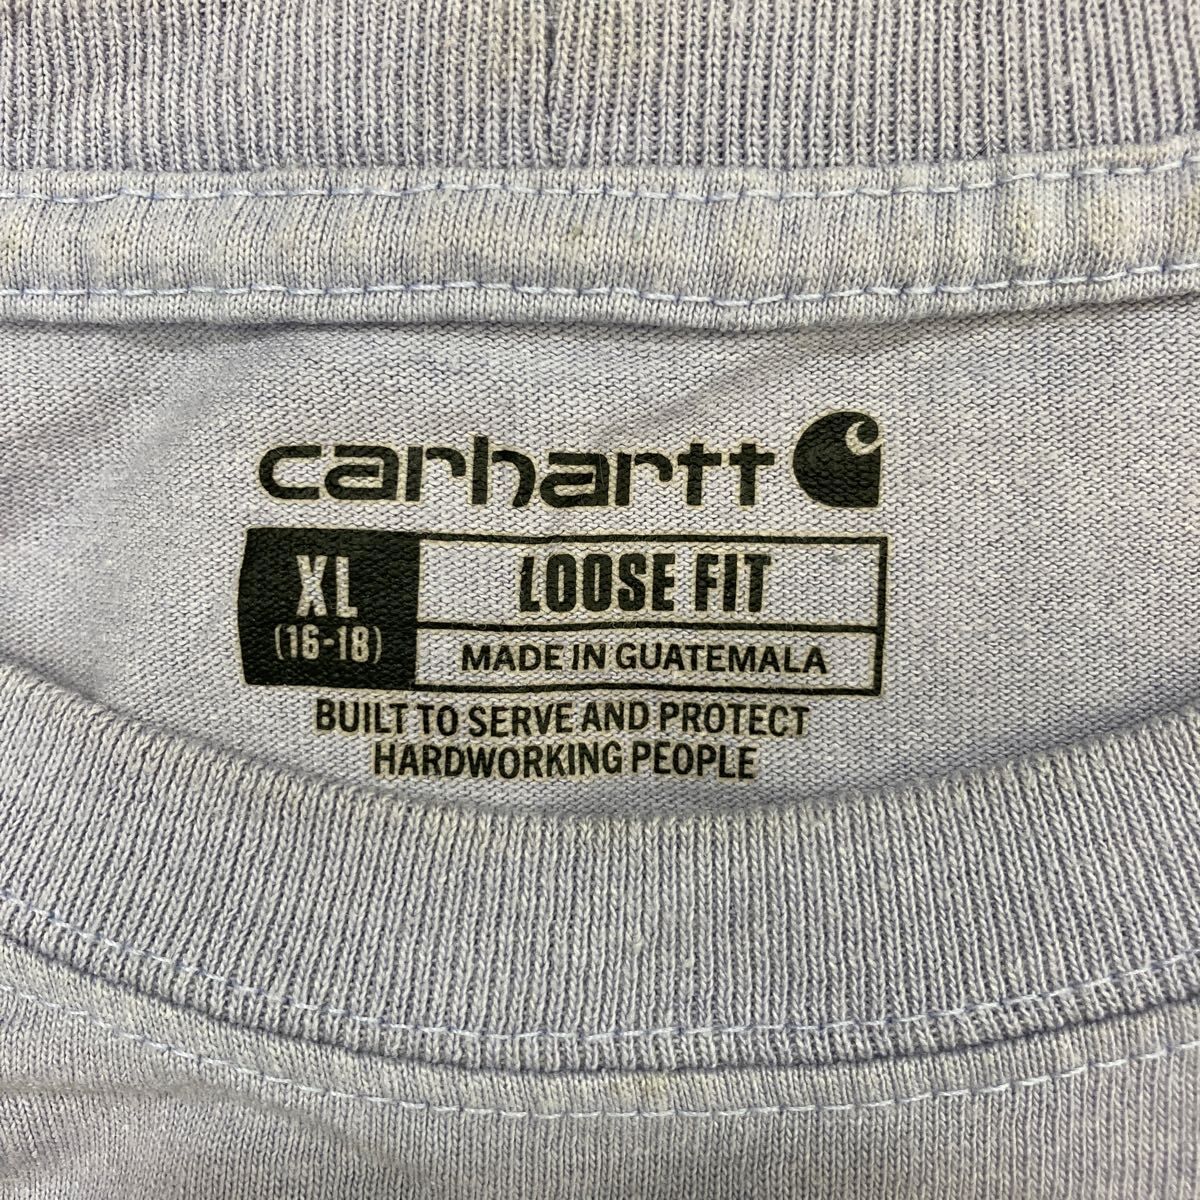 carhartt
XL
(16-18)
LOOSE FIT
MADE IN GUATEMALA
BUILT TO SERVE AND PROTECT
HARDWORKING PEOPLE